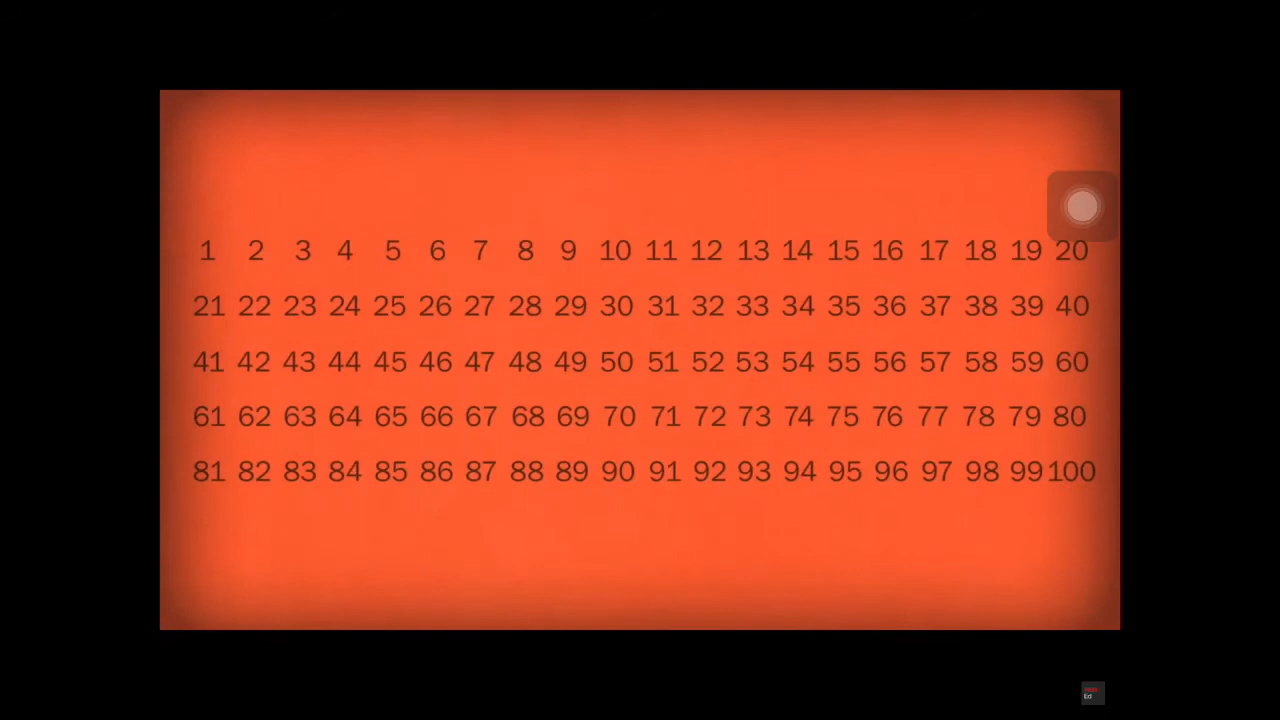 1 2 3 4 5 6 7 8 9 10 11 12 13 14 15 16 17 18 19 20
21 22 23 24 25 26 27 28 29 30 31 32 33 34 35 36 37 38 39 40
41 42 43 44 45 46 47 48 49 50 51 52 53 54 55 56 57 58 59 60
61 62 63 64 65 66 67 68 69 70 71 72 73 74 75 76 77 78 79 80
81 82 83 84 85 86 87 88 89 90 91 92 93 94 95 96 97 98 99 100
Ed